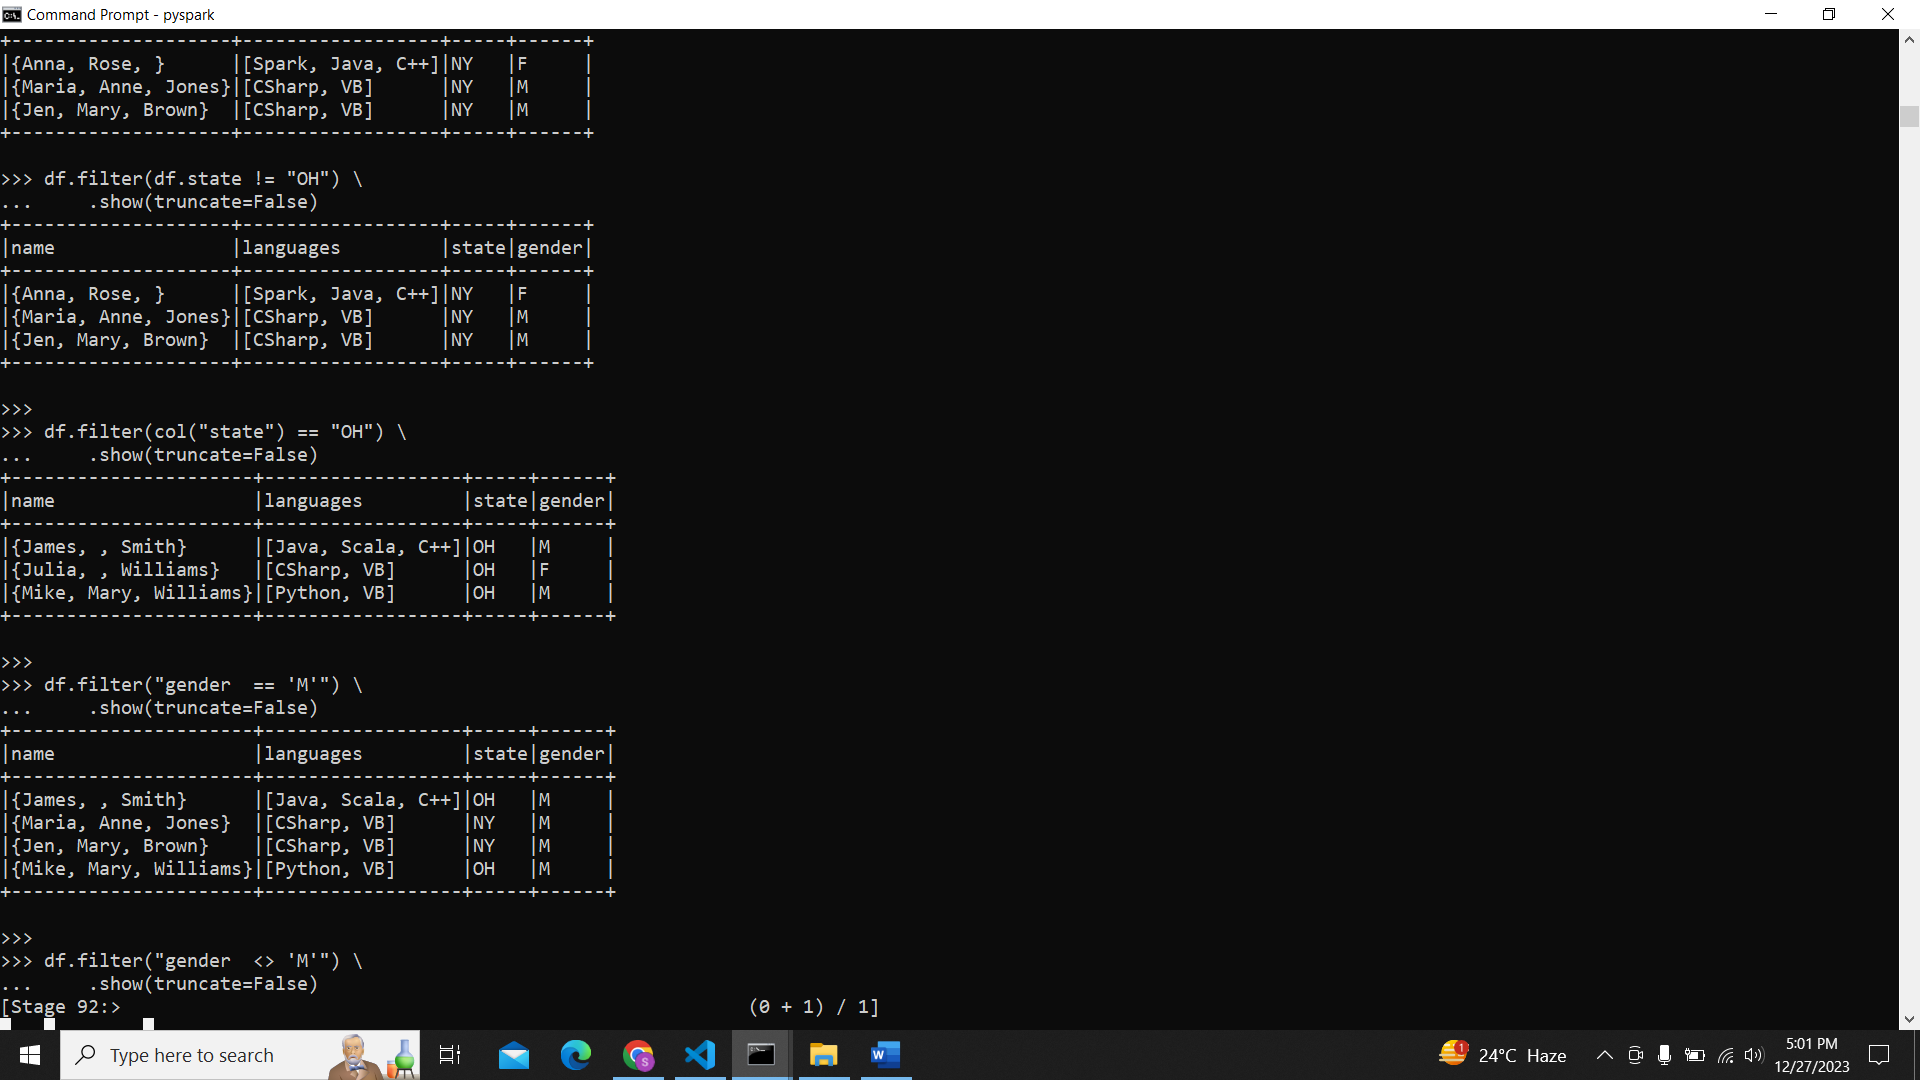 Command Prompt - pyspark
+--------------------+------------------+-----+------+
|{Anna, Rose, }      |[Spark, Java, C++]|NY   |F     |
|{Maria, Anne, Jones}|[CSharp, VB]      |NY   |M     |
|{Jen, Mary, Brown}  |[CSharp, VB]      |NY   |M     |
+--------------------+------------------+-----+------+
>>> df.filter(df.state != "OH") \
...     .show(truncate=False)
+--------------------+------------------+-----+------+
|name                |languages         |state|gender|
+--------------------+------------------+-----+------+
|{Anna, Rose, }      |[Spark, Java, C++]|NY   |F     |
|{Maria, Anne, Jones}|[CSharp, VB]      |NY   |M     |
|{Jen, Mary, Brown}  |[CSharp, VB]      |NY   |M     |
+--------------------+------------------+-----+------+
>>>
>>> df.filter(col("state") == "OH") \
...     .show(truncate=False)
+----------------------+------------------+-----+------+
|name                  |languages         |state|gender|
+----------------------+------------------+-----+------+
|{James, , Smith}      |[Java, Scala, C++]|OH   |M     |
|{Julia, , Williams}   |[CSharp, VB]      |OH   |F     |
|{Mike, Mary, Williams}|[Python, VB]      |OH   |M     |
+----------------------+------------------+-----+------+
>>>
>>> df.filter("gender  == 'M'") \
...     .show(truncate=False)
+----------------------+------------------+-----+------+
|name                  |languages         |state|gender|
+----------------------+------------------+-----+------+
|{James, , Smith}      |[Java, Scala, C++]|OH   |M     |
|{Maria, Anne, Jones}  |[CSharp, VB]      |NY   |M     |
|{Jen, Mary, Brown}    |[CSharp, VB]      |NY   |M     |
|{Mike, Mary, Williams}|[Python, VB]      |OH   |M     |
+----------------------+------------------+-----+------+
>>>
>>> df.filter("gender  <> 'M'") \
...     .show(truncate=False)
[Stage 92:>                                                         (0 + 1) / 1]
Type here to search
1
24°C Haze
5:01 PM
12/27/2023